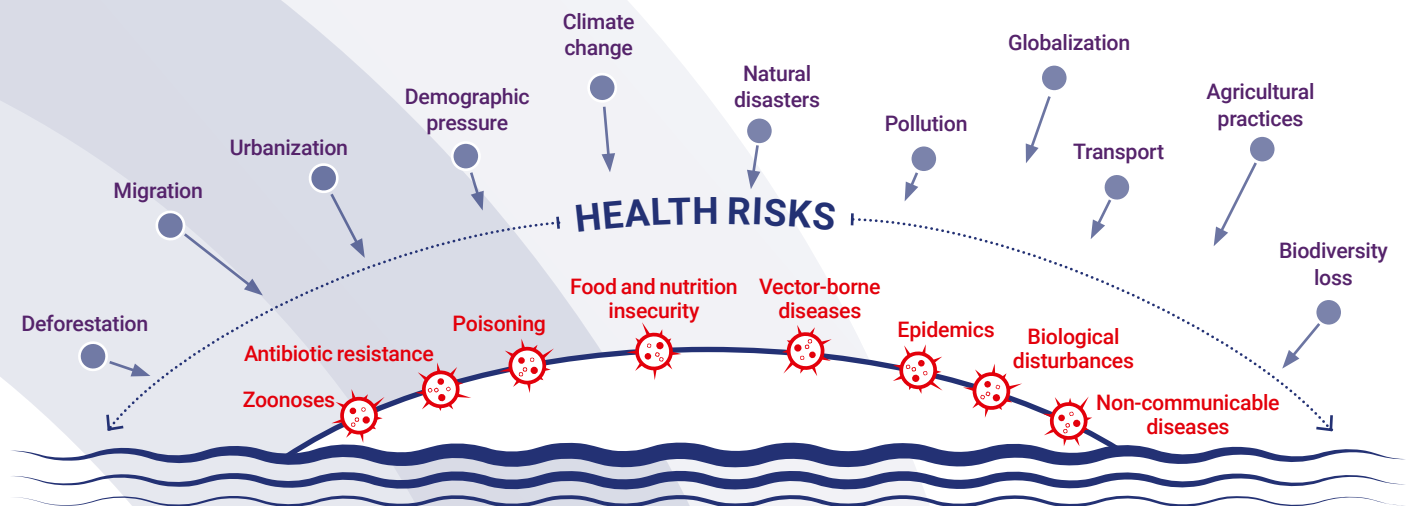 Climate
change
Globalization
Natural
disasters
Agricultural
practices
Demographic
pressure
Pollution
Urbanization
Transport
Migration
HEALTH RISKS
Biodiversity
loss
Deforestation
Food and nutrition
insecurity
Vector-borne
diseases
Poisoning
Epidemics
Biological
disturbances
Antibiotic resistance
Zoonoses
Non-communicable
diseases